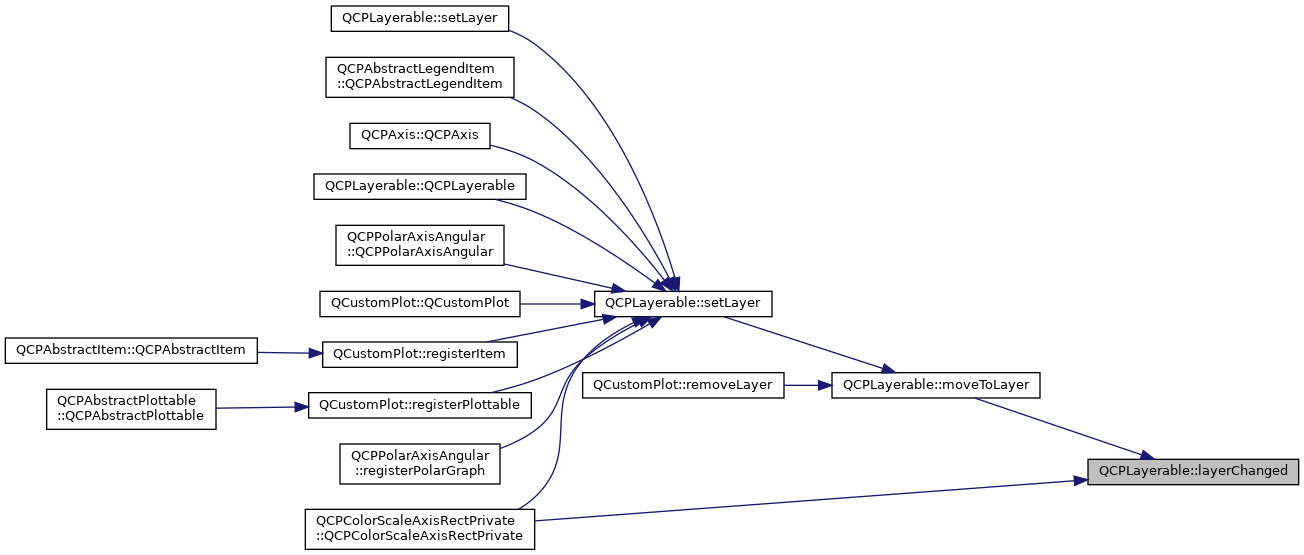 QCPLayerable::setLayer
QCPAbstractLegendItem
::QCPAbstractLegendItem
QCPAxis::QCPAxis
QCPLayerable::QCPLayerable
QCPPolarAxisAngular
::QCPPolarAxisAngular
QCustomPlot::QCustomPlot
QCPLayerable::setLayer
QCPAbstractItem::QCPAbstractItem
QCustomPlot::registerItem
QCustomPlot::removeLayer
QCPLayerable::moveToLayer
QCPAbstractPlottable
::QCPAbstractPlottable
QCustomPlot::registerPlottable
QCPPolarAxisAngular
::registerPolarGraph
QCPLayerable::layerChanged
QCPColorScaleAxisRectPrivate
::QCPColorScaleAxisRectPrivate